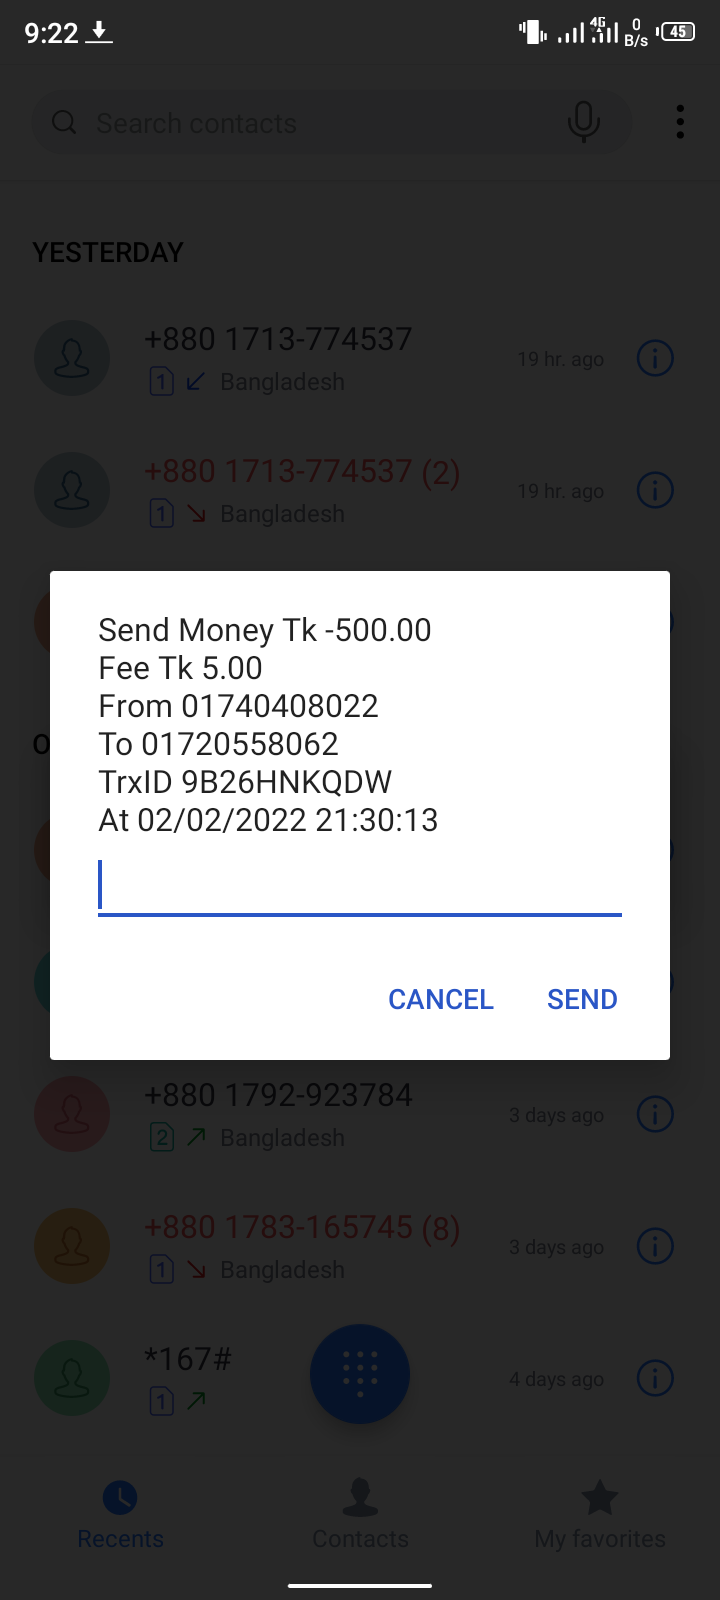 9:22
4G
0
B/s
45
Search contacts
YESTERDAY
+880 1713-774537
1 Bangladesh
19 hr. ago
+880 1713-774537 (2)
1 Bangladesh
19 hr. ago
Send Money Tk -500.00
Fee Tk 5.00
From 01740408022
To 01720558062
TrxID 9B26HNKQDW
At 02/02/2022 21:30:13
CANCEL SEND
+880 1792-923784
2 Bangladesh
3 days ago
+880 1783-165745 (8)
1 Bangladesh
3 days ago
*167#
1
4 days ago
Recents Contacts My favorites